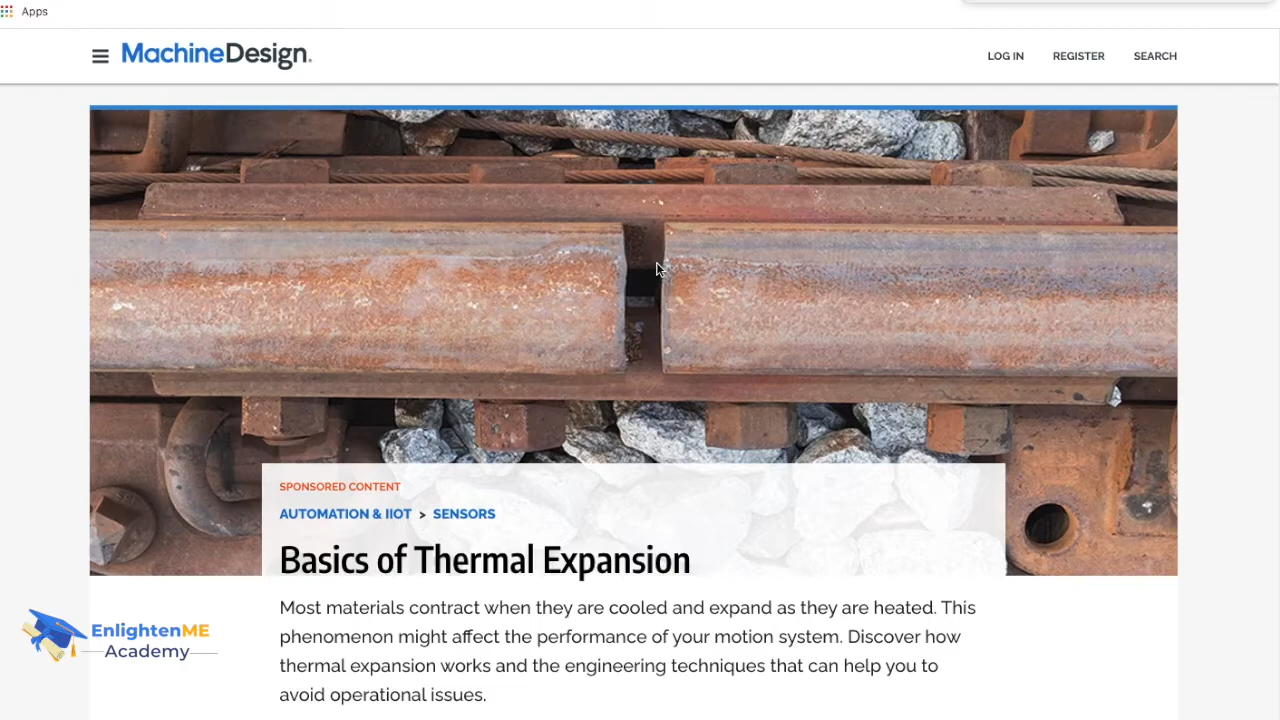 Apps
MachineDesign.
LOG IN REGISTER SEARCH
SPONSORED CONTENT
AUTOMATION & IIOT > SENSORS
Basics of Thermal Expansion
Most materials contract when they are cooled and expand as they are heated. This
phenomenon might affect the performance of your motion system. Discover how
thermal expansion works and the engineering techniques that can help you to
avoid operational issues.
EnlightenME
Academy